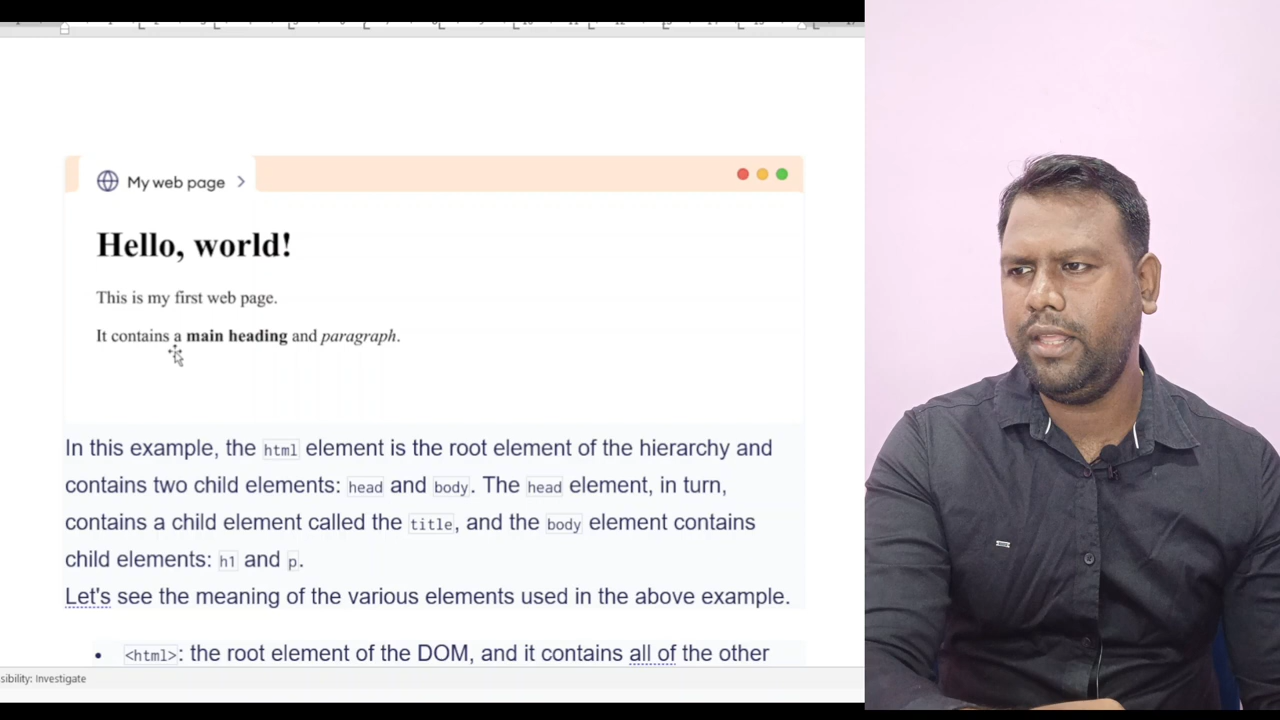 My web page
Hello, world!
This is my first web page.
It contains a main heading and paragraph.
In this example, the html element is the root element of the hierarchy and
contains two child elements: head and body. The head element, in turn,
contains a child element called the title, and the body element contains
child elements: h1 and p.
Let's see the meaning of the various elements used in the above example.
• <html>: the root element of the DOM, and it contains all of the other
sibility: Investigate